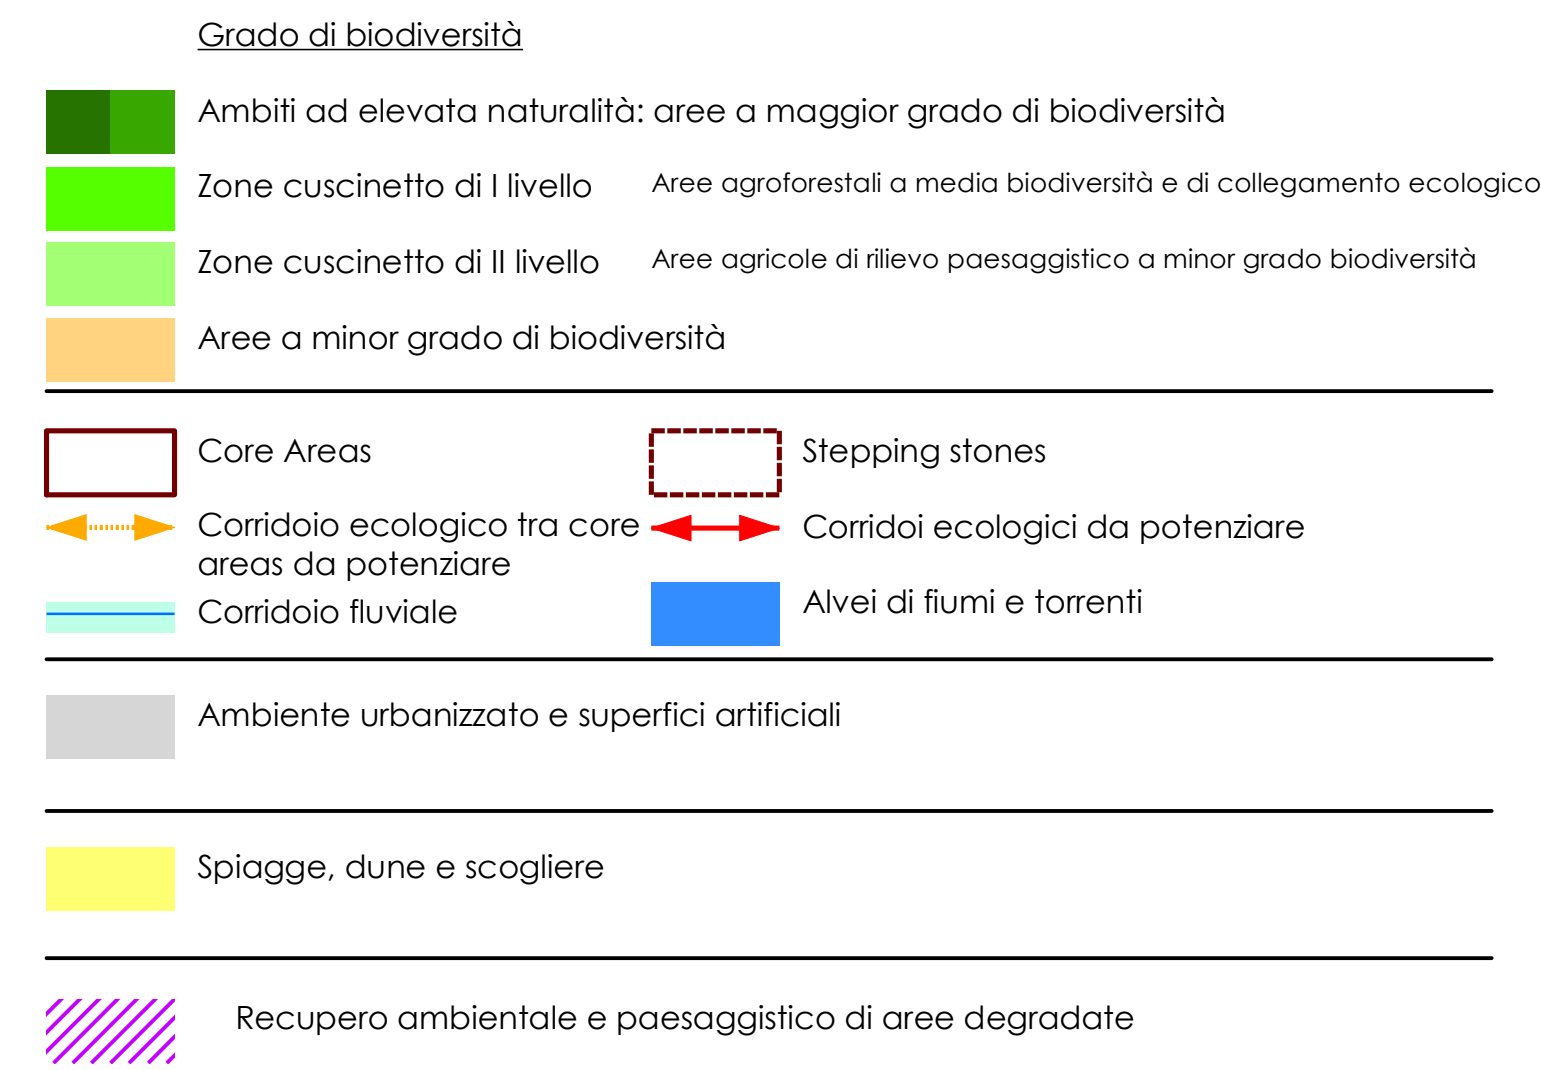 Grado di biodiversità
Ambiti ad elevata naturalità: aree a maggior grado di biodiversità
Zone cuscinetto di I livello
Aree agroforestali a media biodiversità e di collegamento ecologico
Zone cuscinetto di II livello
Aree agricole di rilievo paesaggistico a minor grado biodiversità
Aree a minor grado di biodiversità
Core Areas
Stepping stones
Corridoio ecologico tra core
areas da potenziare
Corridoi ecologici da potenziare
Corridoio fluviale
Alvei di fiumi e torrenti
Ambiente urbanizzato e superfici artificiali
Spiagge, dune e scogliere
Recupero ambientale e paesaggistico di aree degradate